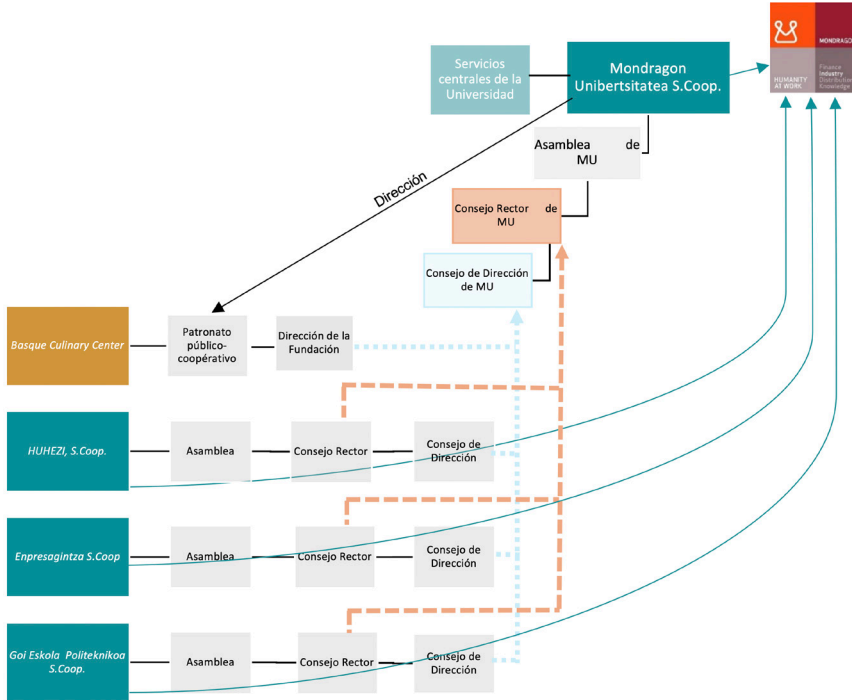 Servicios
centrales de la
Universidad
Mondragon
Unibertsitatea S.Coop.
MONDRAGO
HUMANITY
AT WORK
Finance
Industry
Distributio
Knowledge
Asamblea de
MU
Dirección
Consejo Rector de
MU
Consejo de Dirección
de MU
Basque Culinary Center
Patronato
público-
coopérativo
Dirección de la
Fundación
HUHEZI, S.Coop.
Asamblea
Consejo Rector
Consejo de
Dirección
Enpresagintza S.Coop
Asamblea
Consejo Rector
Consejo de
Dirección
Goi Eskola Politeknikoa
S.Coop.
Asamblea
Consejo Rector
Consejo de
Dirección